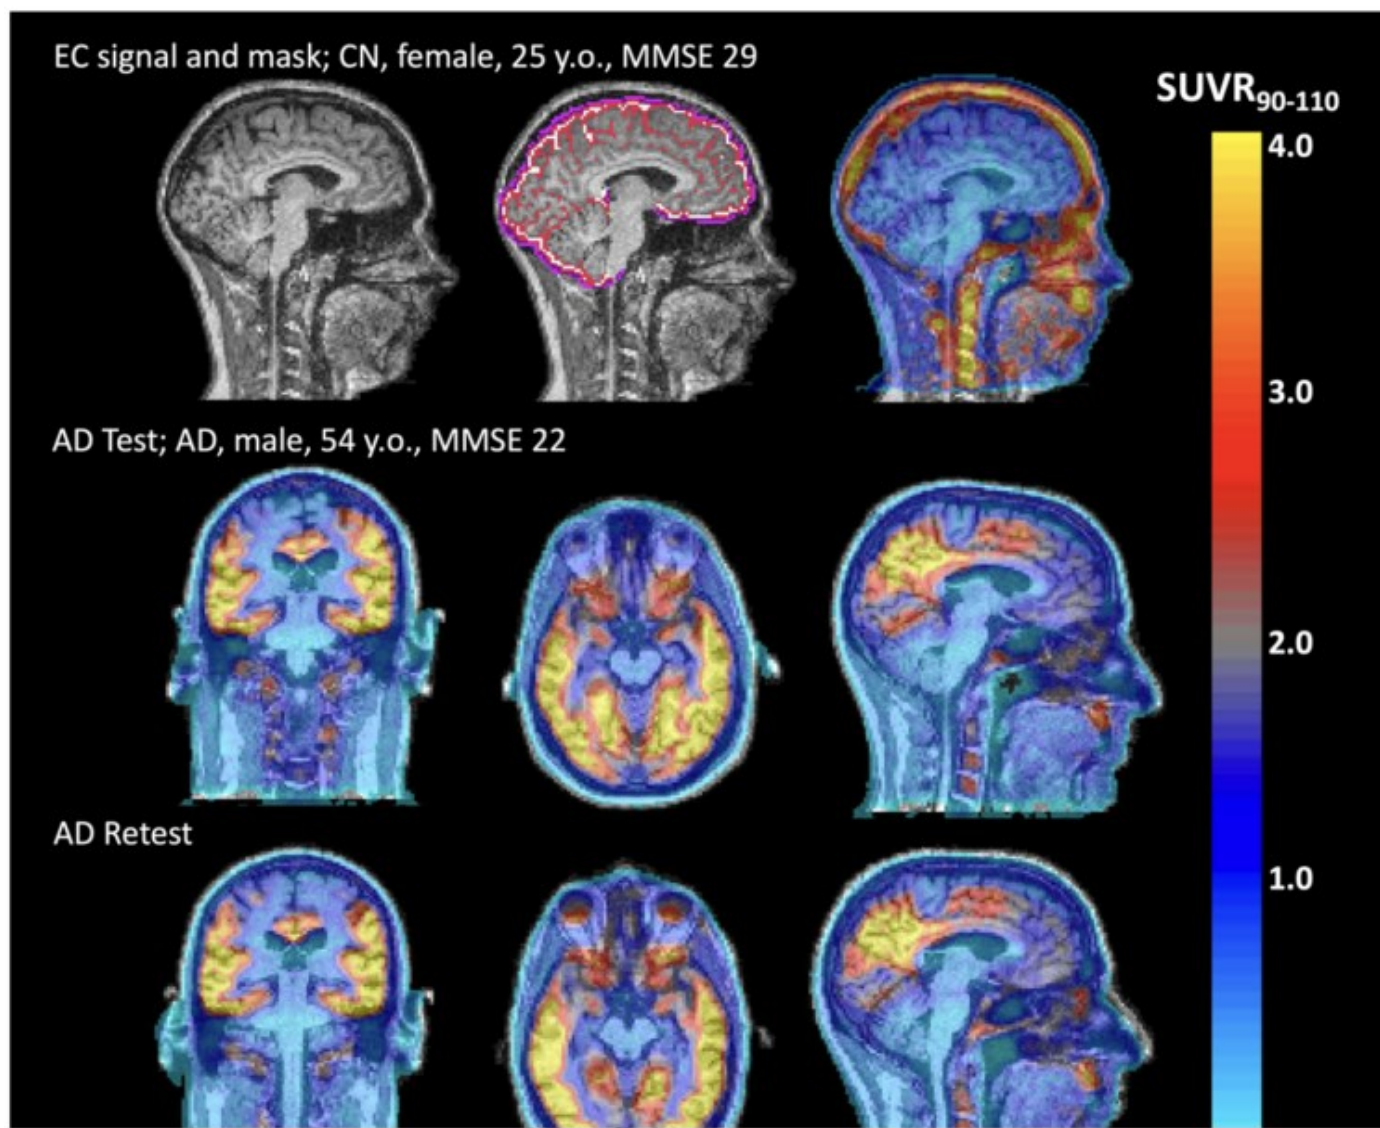 EC signal and mask; CN, female, 25 y.o., MMSE 29
SUVR90-110
4.0
3.0
AD Test; AD, male, 54 y.o., MMSE 22
2.0
AD Retest
1.0